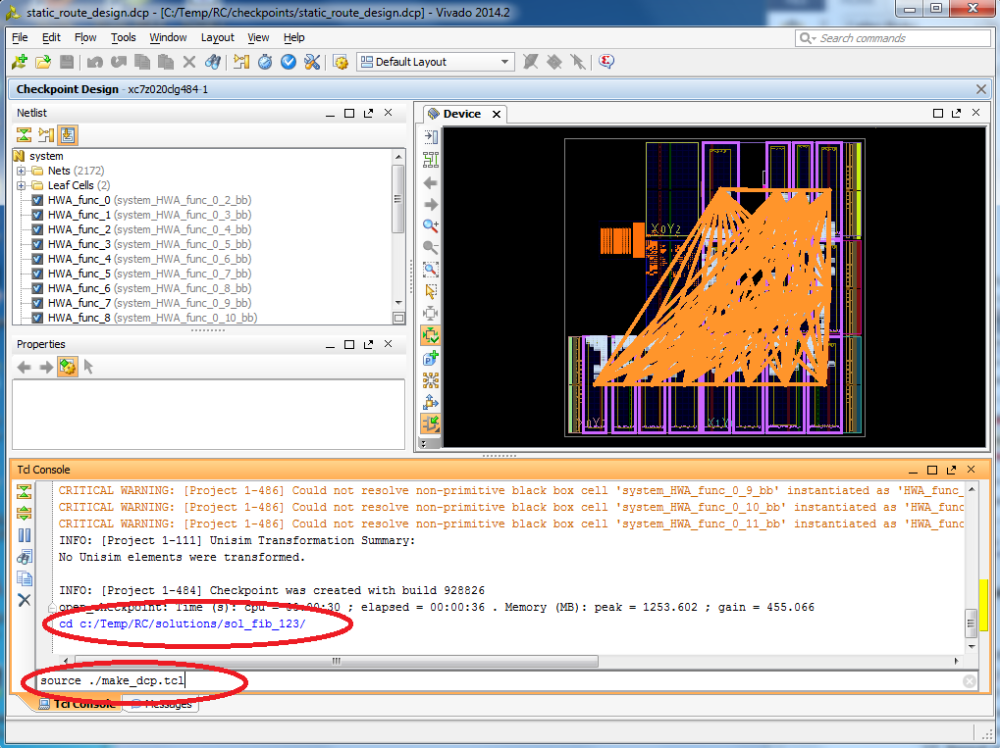 static_route_design.dcp - [C:/Temp/RC/checkpoints/static_route_design.dcp] - Vivado 2014.2
File Edit Flow Tools Window Layout View Help
Search commands
Default Layout
Checkpoint Design - xc7z020clg484-1
Netlist
system
Nets (2172)
Leaf Cells (2)
HWA_func_0 (system_HWA_func_0_2_bb)
HWA_func_1 (system_HWA_func_0_3_bb)
HWA_func_2 (system_HWA_func_0_4_bb)
HWA_func_3 (system_HWA_func_0_5_bb)
HWA_func_4 (system_HWA_func_0_6_bb)
HWA_func_5 (system_HWA_func_0_7_bb)
HWA_func_6 (system_HWA_func_0_8_bb)
HWA_func_7 (system_HWA_func_0_9_bb)
HWA_func_8 (system_HWA_func_0_10_bb)
Properties
Device
X0Y2
Tcl Console
CRITICAL WARNING: [Project 1-486] Could not resolve non-primitive black box cell 'system_HWA_func_0_9_bb' instantiated as 'HWA_func_
CRITICAL WARNING: [Project 1-486] Could not resolve non-primitive black box cell 'system_HWA_func_0_10_bb' instantiated as 'HWA_func
CRITICAL WARNING: [Project 1-486] Could not resolve non-primitive black box cell 'system_HWA_func_0_11_bb' instantiated as 'HWA_func
INFO: [Project 1-111] Unisim Transformation Summary:
No Unisim elements were transformed.
INFO: [Project 1-484] Checkpoint was created with build 928826
open_checkpoint: Time (s): cpu = 00:00:30 ; elapsed = 00:00:36 . Memory (MB): peak = 1253.602 ; gain = 455.066
cd c:/Temp/RC/solutions/sol_fib_123/
source ./make_dcp.tcl
Tcl Console Messages